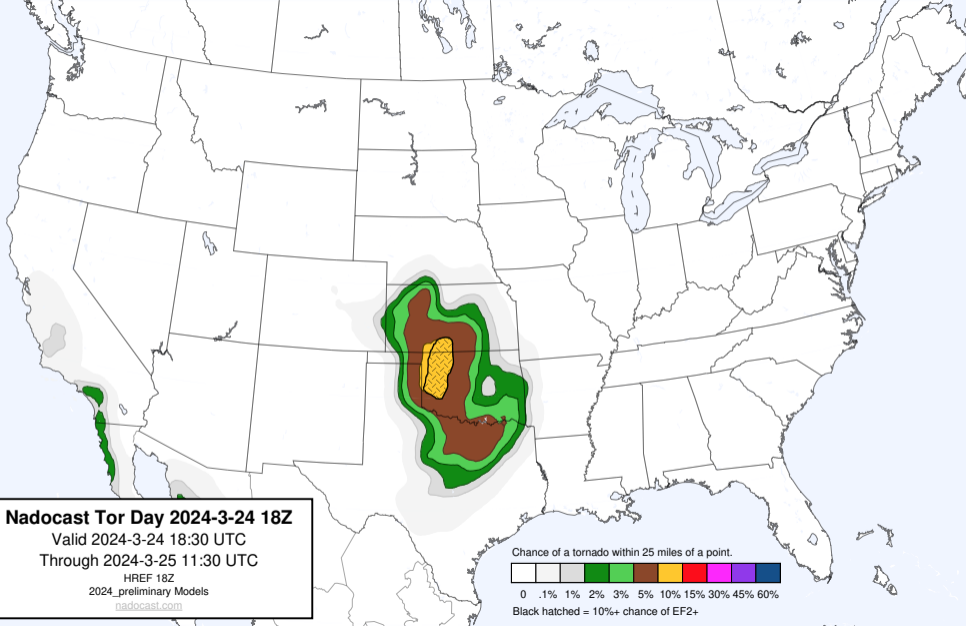 Nadocast Tor Day 2024-3-24 18Z
Valid 2024-3-24 18:30 UTC
Through 2024-3-25 11:30 UTC
HREF 18Z
2024_preliminary Models
nadocast.com
Chance of a tornado within 25 miles of a point.
0 .1% 1% 2% 3% 5% 10% 15% 30% 45% 60%
Black hatched = 10%+ chance of EF2+